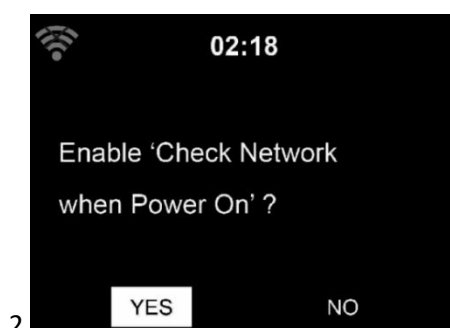 02:18
Enable ‘Check Network
when Power On’ ?
YES NO
2